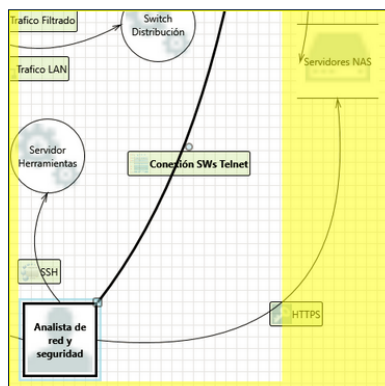 Trafico Filtrado
Switch
Distribución
Trafico LAN
Servidores NAS
Servidor
Herramientas
Conexión SWs Telnet
SSH
HTTPS
Analista de
red y
seguridad